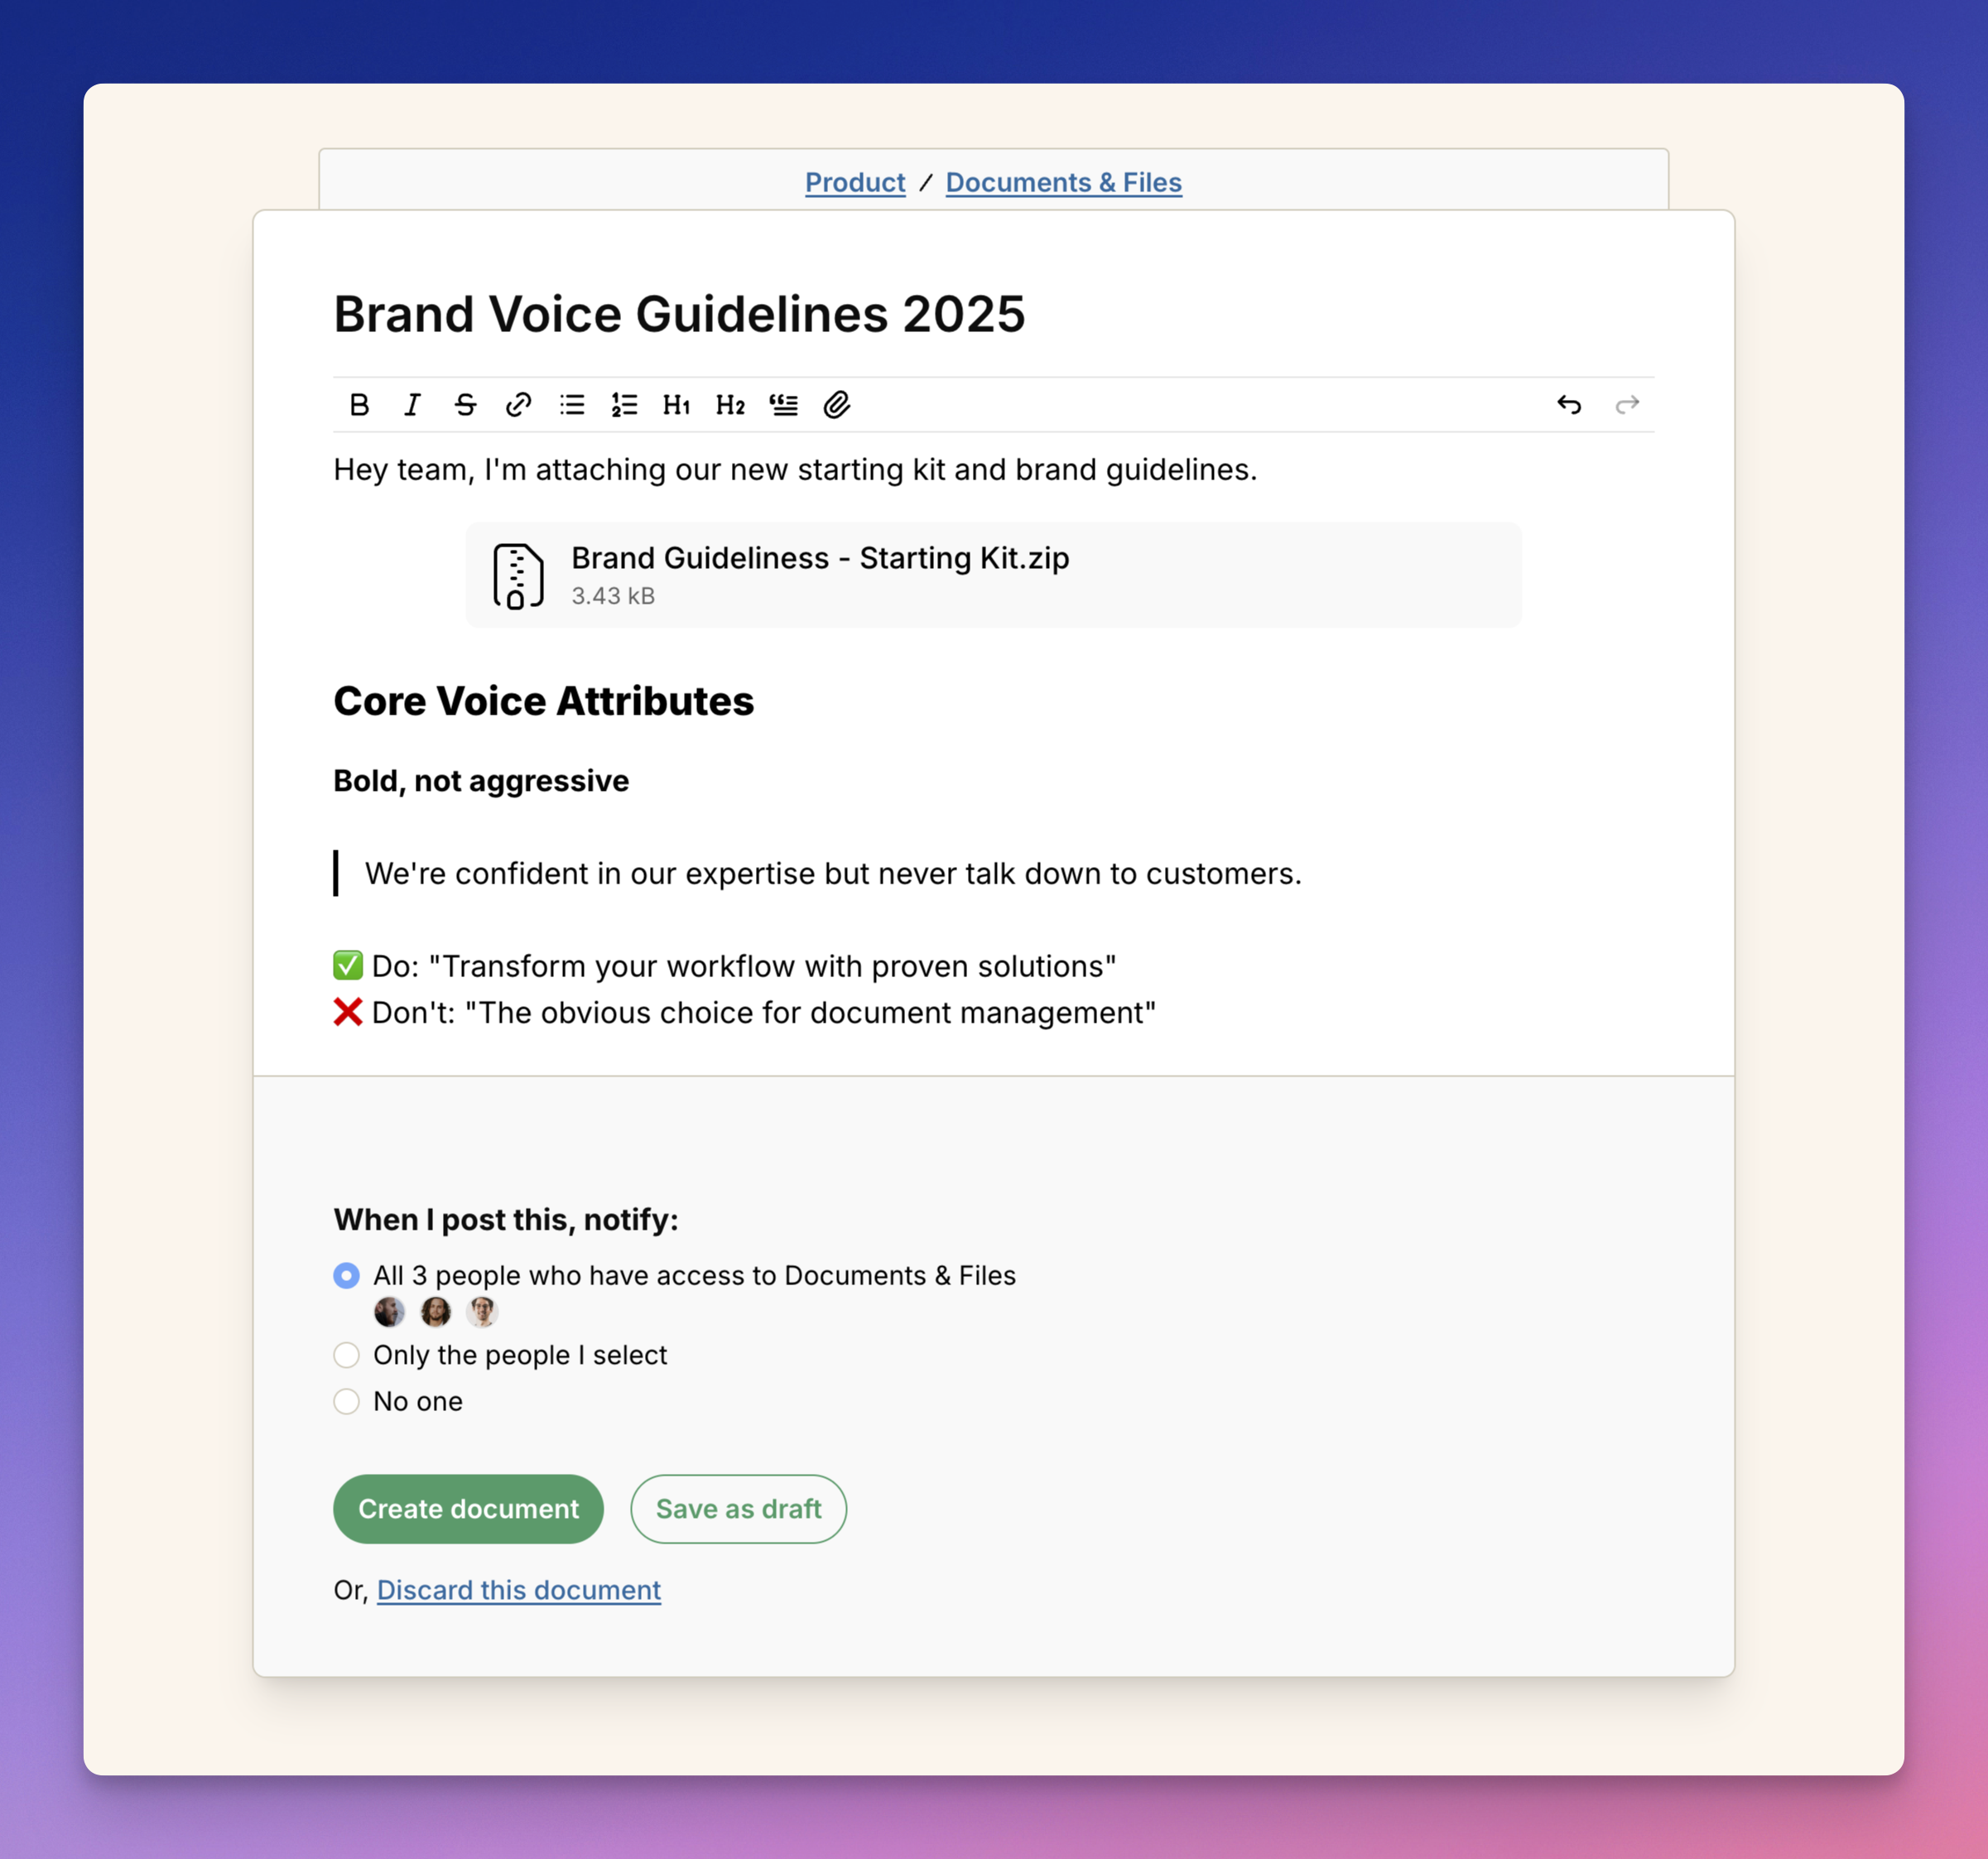 Product / Documents & Files
Brand Voice Guidelines 2025
B I S H1 H2
Hey team, I'm attaching our new starting kit and brand guidelines.
Brand Guideliness - Starting Kit.zip
3.43 kB
Core Voice Attributes
Bold, not aggressive
We're confident in our expertise but never talk down to customers.
✅ Do: "Transform your workflow with proven solutions"
❌ Don't: "The obvious choice for document management"
When I post this, notify:
All 3 people who have access to Documents & Files
Only the people I select
No one
Create document Save as draft
Or, Discard this document